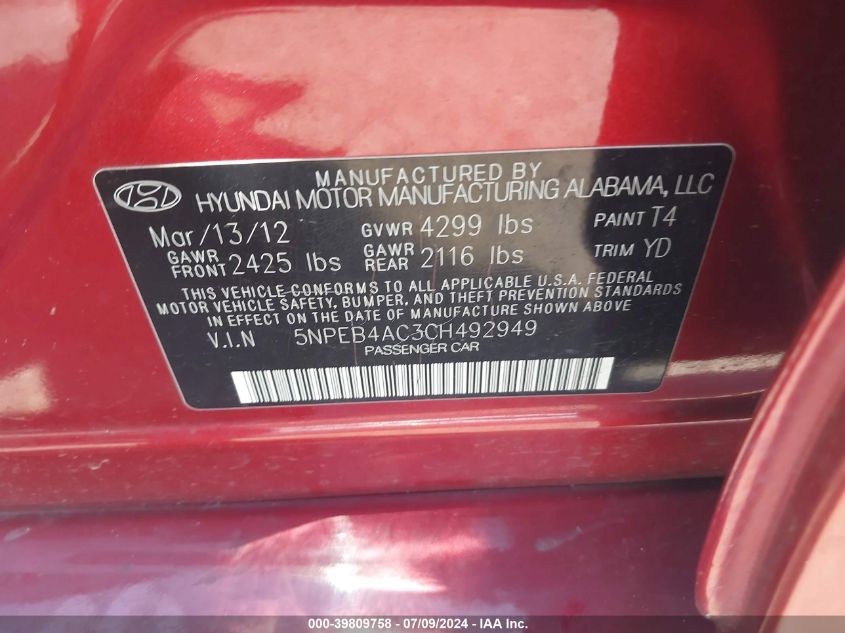 MANUFACTURED BY
HYUNDAI MOTOR MANUFACTURING ALABAMA, LLC
Mar/13/12 GVWR 4299 lbs PAINT T4
GAWR FRONT 2425 lbs GAWR REAR 2116 lbs TRIM YD
THIS VEHICLE CONFORMS TO ALL APPLICABLE U.S.A. FEDERAL
MOTOR VEHICLE SAFETY, BUMPER, AND THEFT PREVENTION STANDARDS
IN EFFECT ON THE DATE OF MANUFACTURE SHOWN ABOVE.
V.I.N 5NPEB4AC3CH492949
PASSENGER CAR
000-39809758 - 07/09/2024 - IAA Inc.